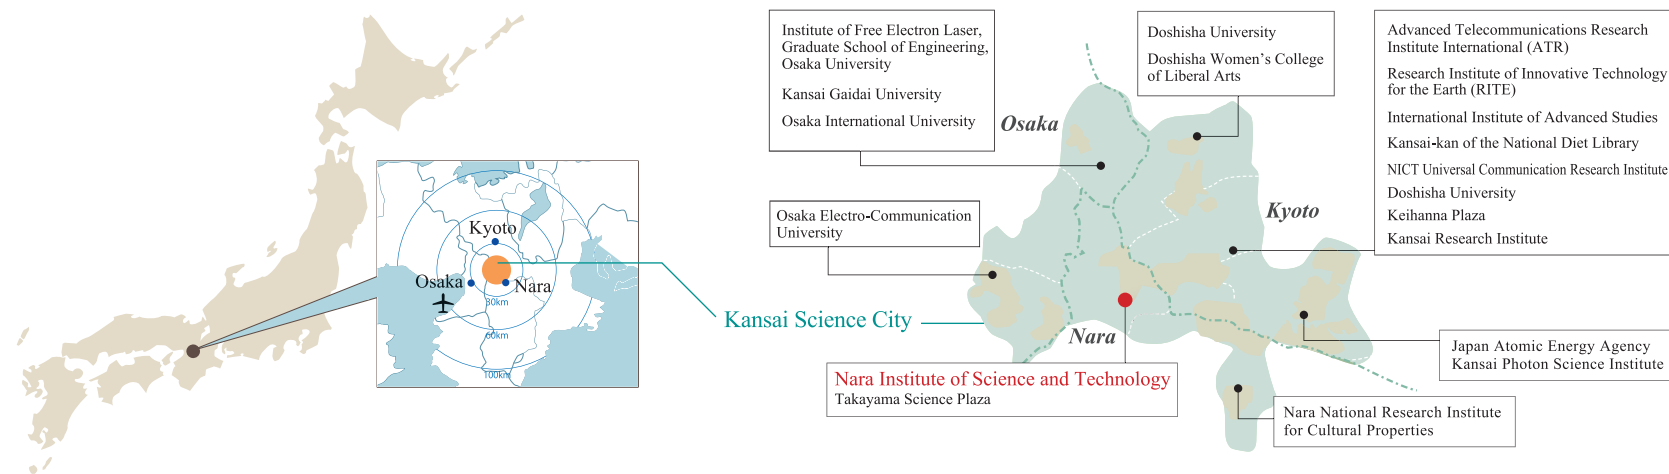 Kyoto
Osaka
Nara
30km
60km
100km
Kansai Science City
Institute of Free Electron Laser,
Graduate School of Engineering,
Osaka University
Kansai Gaidai University
Osaka International University
Osaka Electro-Communication
University
Doshisha University
Doshisha Women's College
of Liberal Arts
Advanced Telecommunications Research
Institute International (ATR)
Research Institute of Innovative Technology
for the Earth (RITE)
International Institute of Advanced Studies
Kansai-kan of the National Diet Library
NICT Universal Communication Research Institute
Doshisha University
Keihanna Plaza
Kansai Research Institute
Osaka
Kyoto
Nara
Nara Institute of Science and Technology
Takayama Science Plaza
Japan Atomic Energy Agency
Kansai Photon Science Institute
Nara National Research Institute
for Cultural Properties